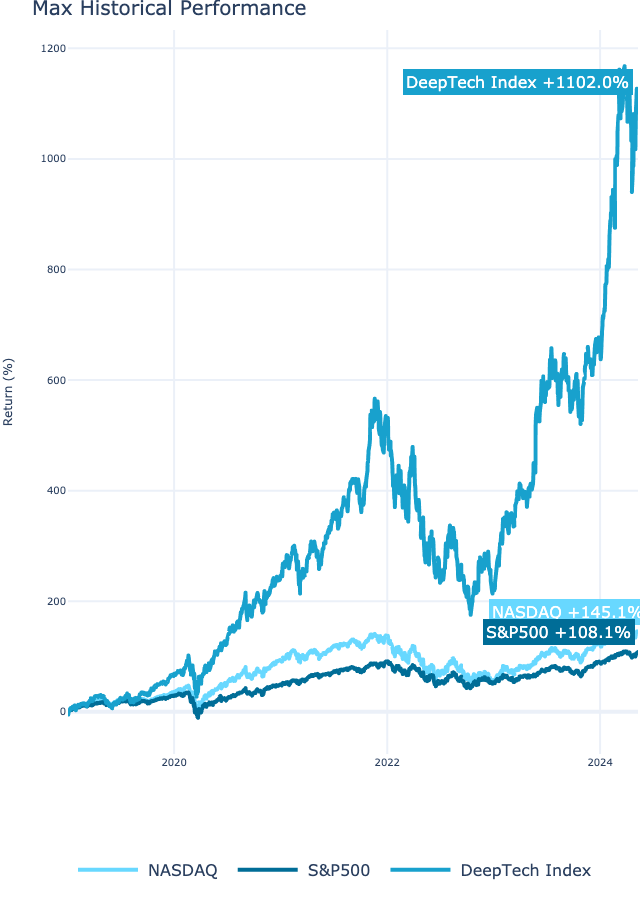 Max Historical Performance
1200
DeepTech Index +1102.0%
1000
800
600
Return (%)
400
200
NASDAQ +145.1%
S&P500 +108.1%
0
2020
2022
2024
NASDAQ
S&P500
DeepTech Index